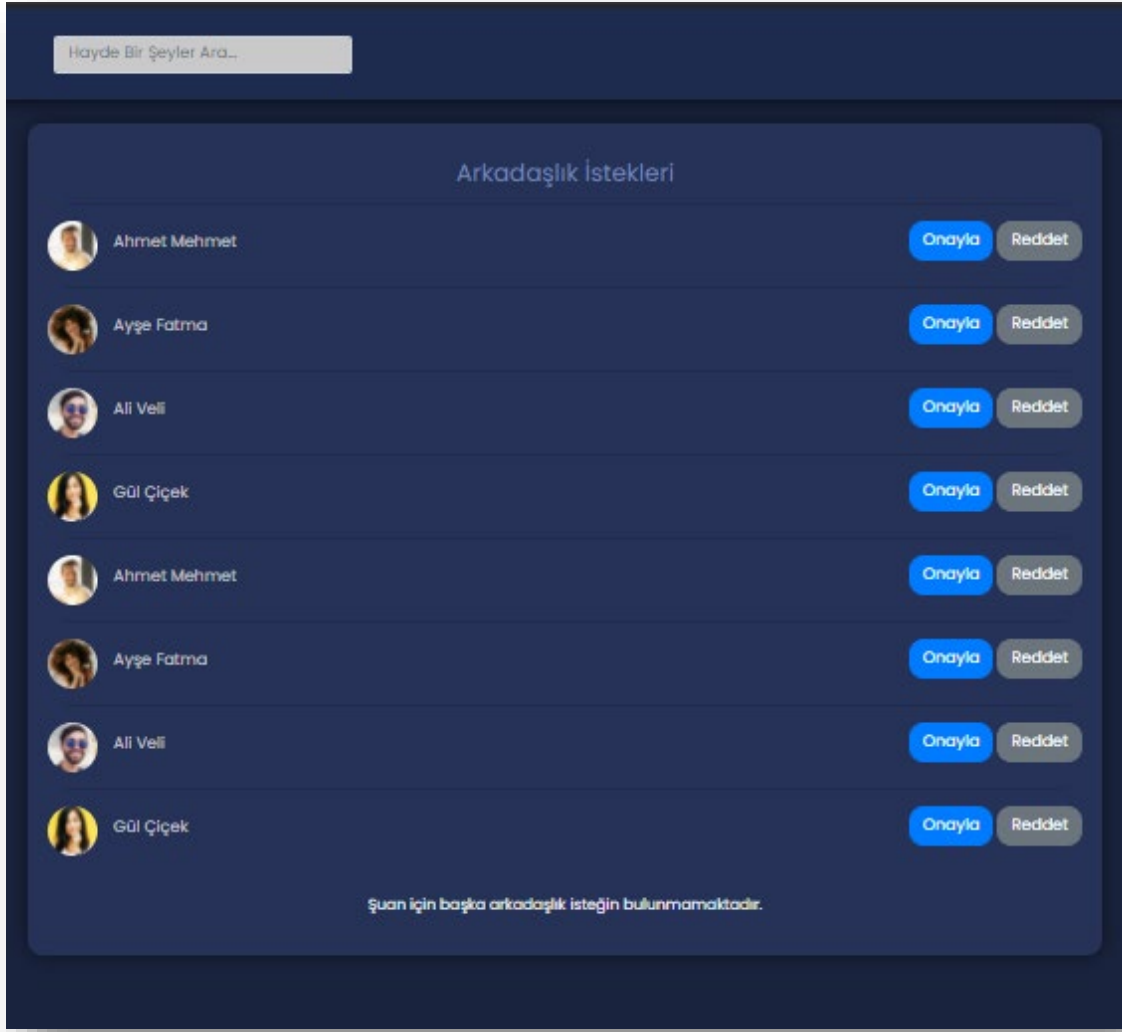 Hayde Bir Şeyler Ara...
Arkadaşlık İstekleri
Ahmet Mehmet Onayla Reddet
Ayşe Fatma Onayla Reddet
Ali Veli Onayla Reddet
Gül Çiçek Onayla Reddet
Ahmet Mehmet Onayla Reddet
Ayşe Fatma Onayla Reddet
Ali Veli Onayla Reddet
Gül Çiçek Onayla Reddet
Şuan için başka arkadaşlık isteğin bulunmamaktadır.